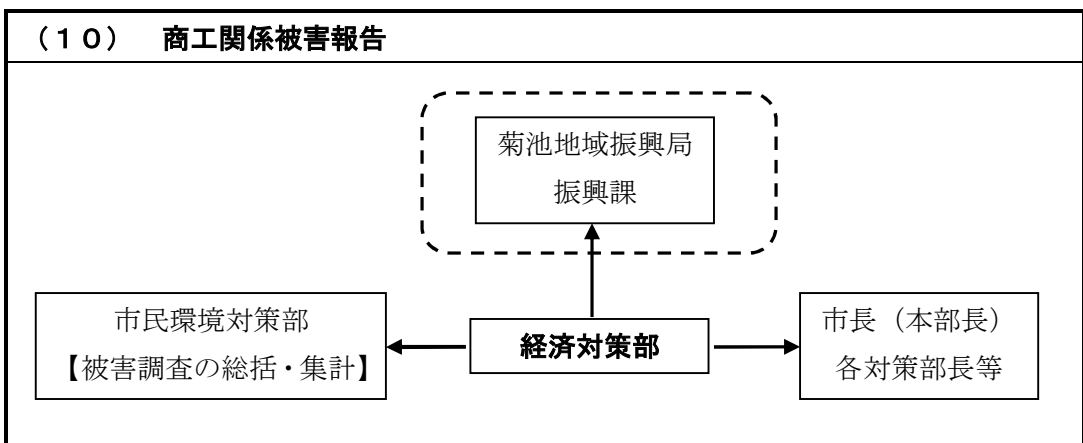 （１０）　商工関係被害報告
菊池地域振興局
振興課
市民環境対策部
【被害調査の総括・集計】
経済対策部
市長（本部長）
各対策部長等